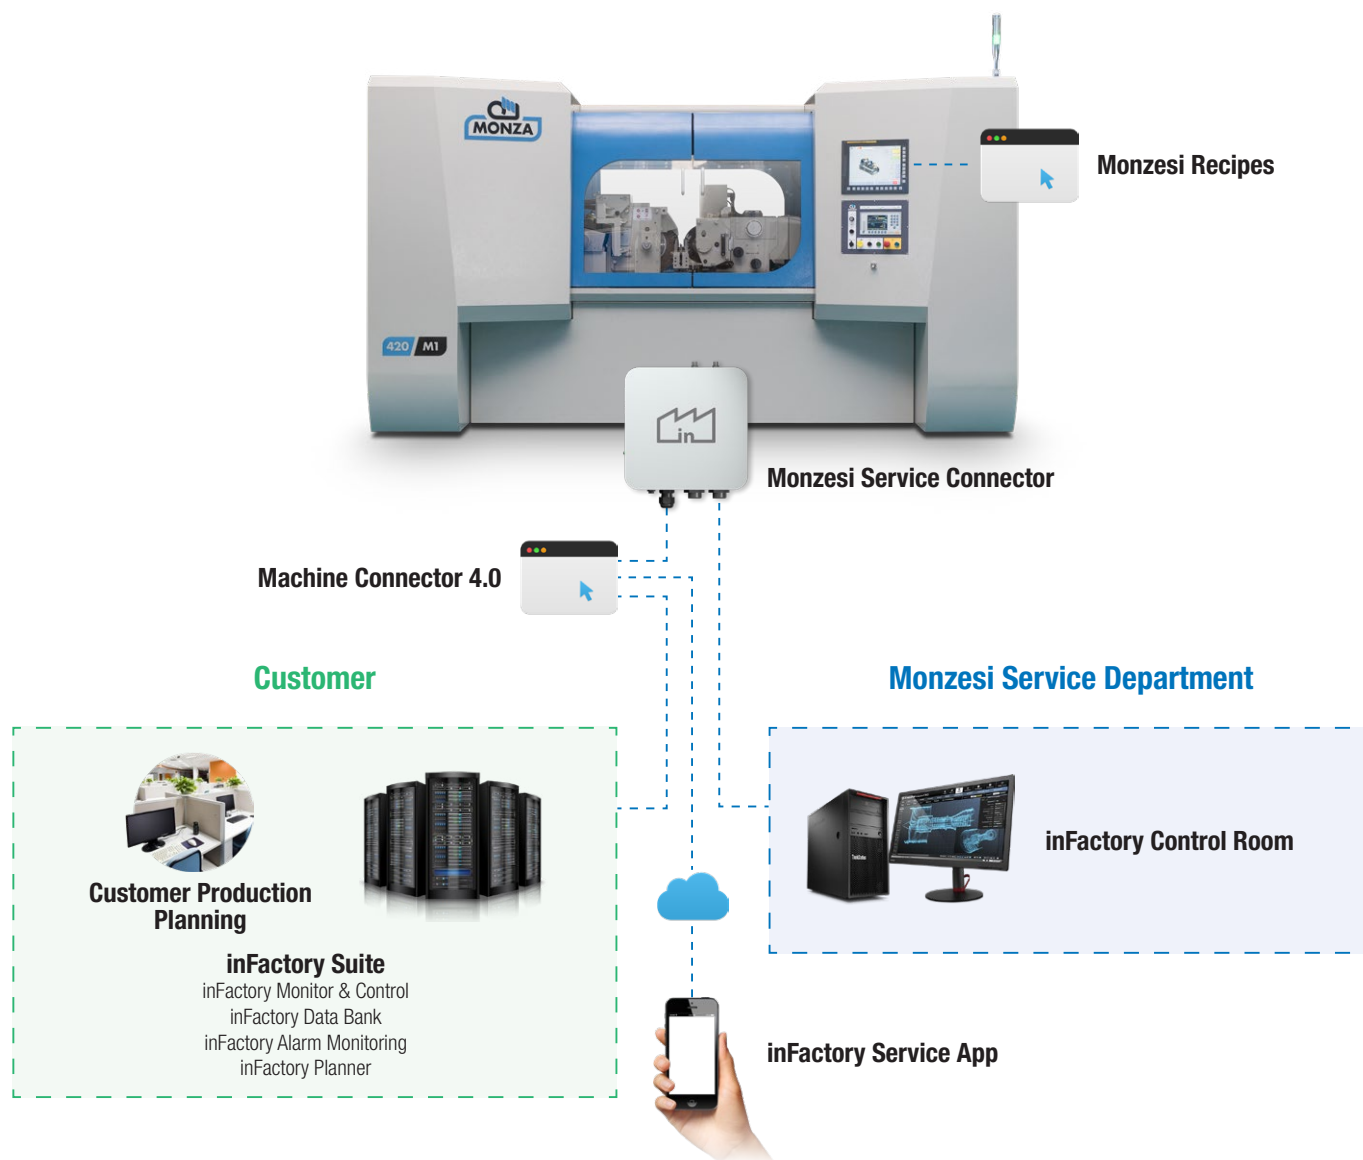 MONZA
Monzesi Recipes
420 M1
in
Monzesi Service Connector
Machine Connector 4.0
Customer
Monzesi Service Department
Customer Production
Planning
inFactory Suite
inFactory Monitor & Control
inFactory Data Bank
inFactory Alarm Monitoring
inFactory Planner
inFactory Control Room
inFactory Service App